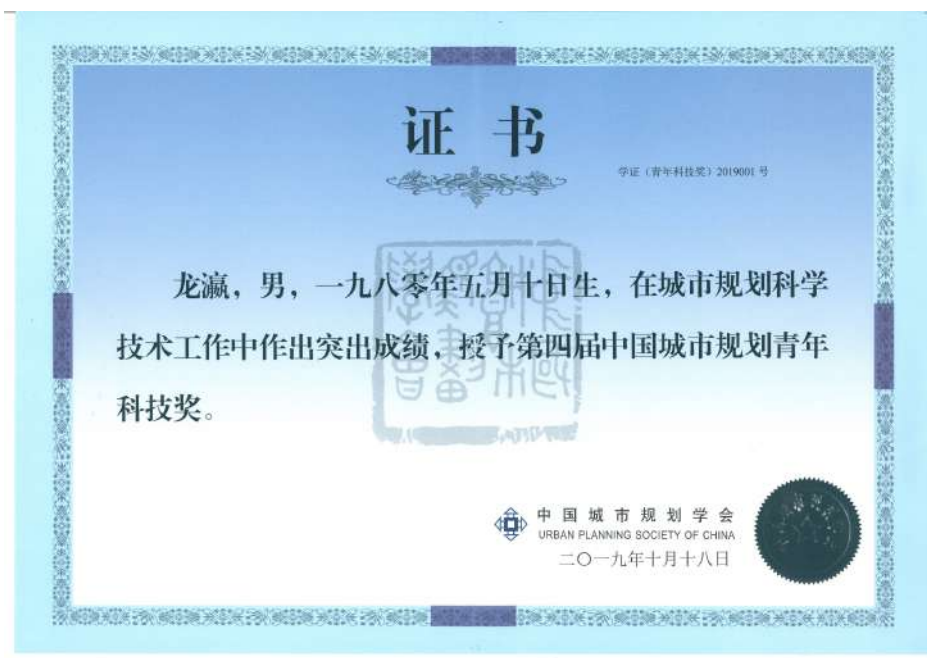 证 书
学证（青年科技奖）2019001 号
龙瀛，男，一九八零年五月十日生，在城市规划科学
技术工作中作出突出成绩，授予第四届中国城市规划青年
科技奖。
中国城市规划学会
URBAN PLANNING SOCIETY OF CHINA
二〇一九年十月十八日